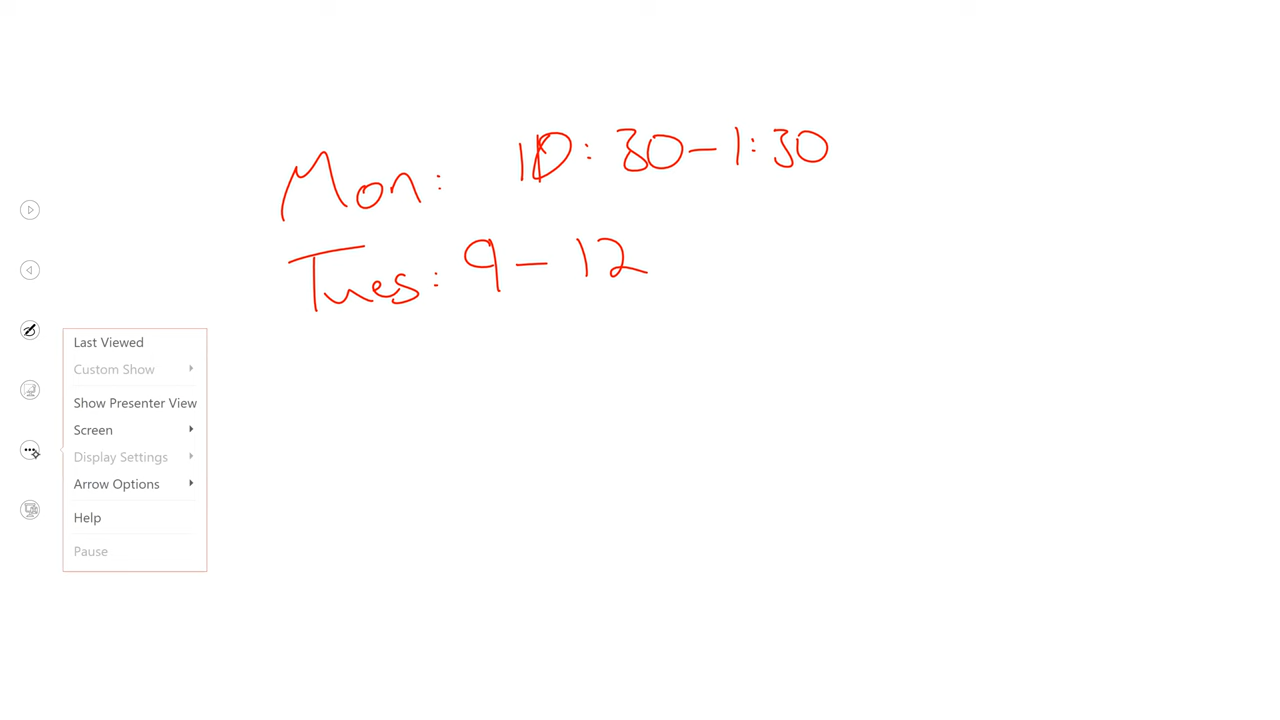 Mon: 10:30-1:30
Tues: 9-12
Last Viewed
Custom Show
Show Presenter View
Screen
Display Settings
Arrow Options
Help
Pause